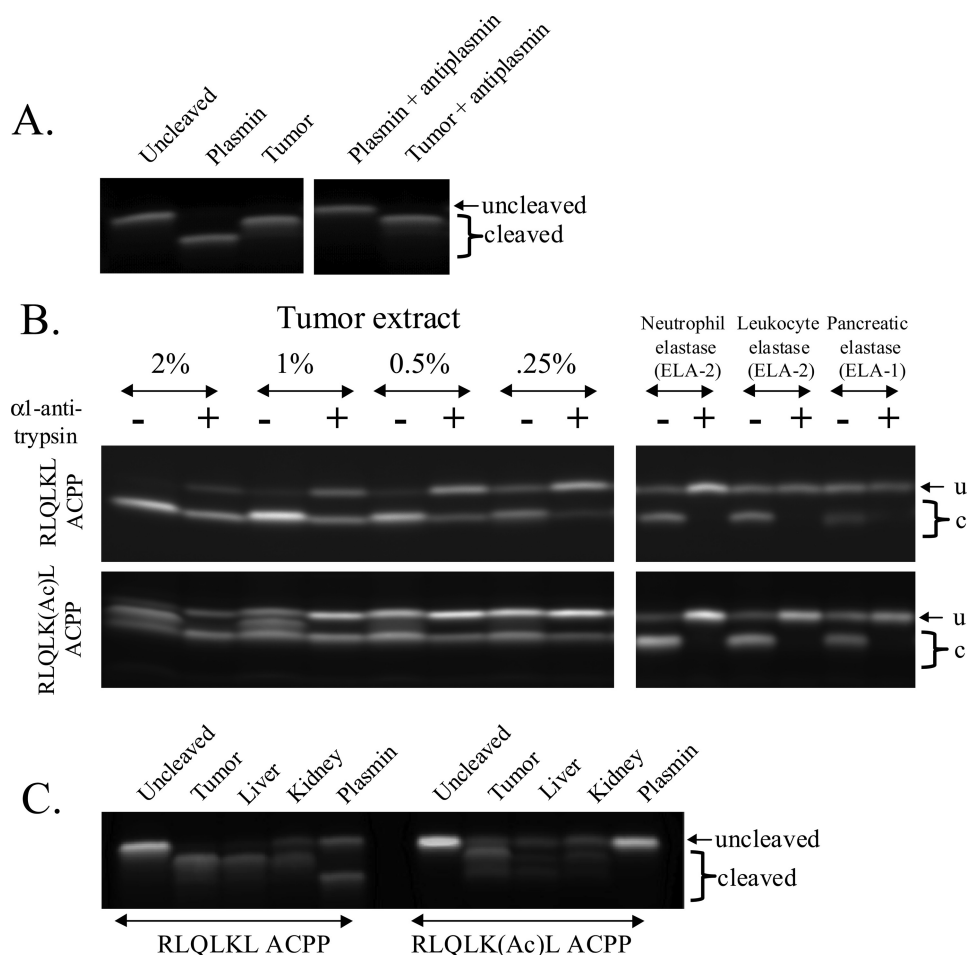 A.
Uncleaved
Plasmin
Tumor
Plasmin + antiplasmin
Tumor + antiplasmin
uncleaved
cleaved
B.
Tumor extract
2%
1%
0.5%
.25%
Neutrophil
elastase
(ELA-2)
Leukocyte
elastase
(ELA-2)
Pancreatic
elastase
(ELA-1)
α1-anti-
trypsin
- + - + - + - +
- + - + - +
RLQLKL
ACPP
u
c
RLQLK(Ac)L
ACPP
u
c
C.
Uncleaved
Tumor
Liver
Kidney
Plasmin
Uncleaved
Tumor
Liver
Kidney
Plasmin
uncleaved
cleaved
RLQLKL ACPP
RLQLK(Ac)L ACPP